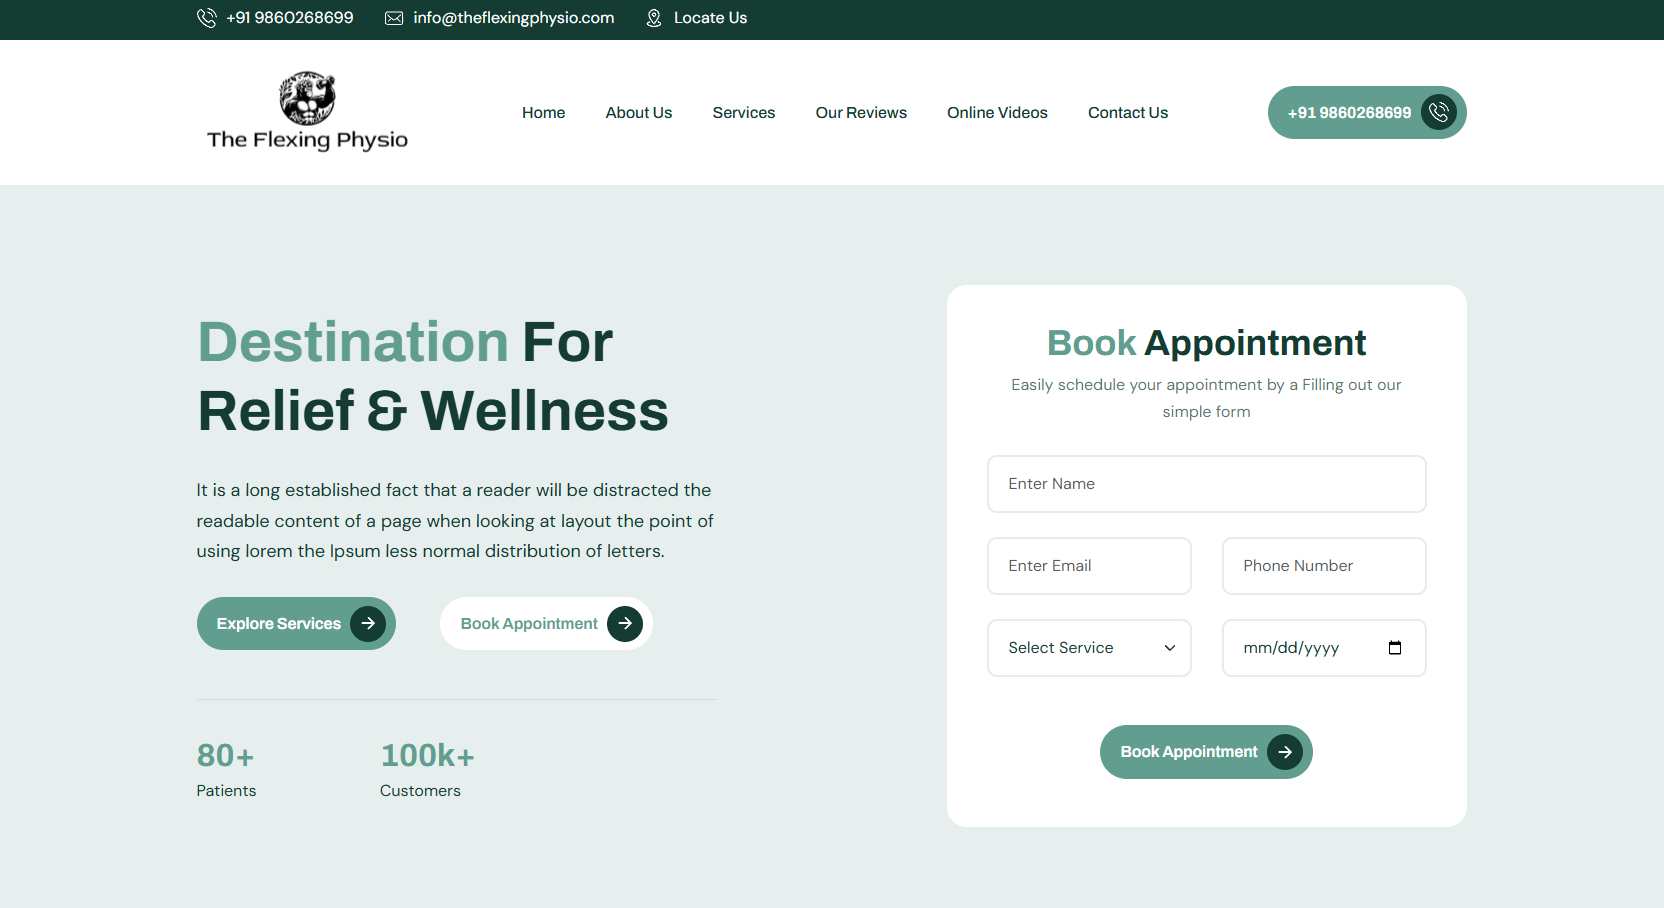 +91 9860268699 info@theflexingphysio.com Locate Us
The Flexing Physio
Home About Us Services Our Reviews Online Videos Contact Us
+91 9860268699
Destination For
Relief & Wellness
It is a long established fact that a reader will be distracted the
readable content of a page when looking at layout the point of
using lorem the Ipsum less normal distribution of letters.
Explore Services Book Appointment
80+ 100k+
Patients Customers
Book Appointment
Easily schedule your appointment by a Filling out our
simple form
Enter Name
Enter Email Phone Number
Select Service mm/dd/yyyy
Book Appointment